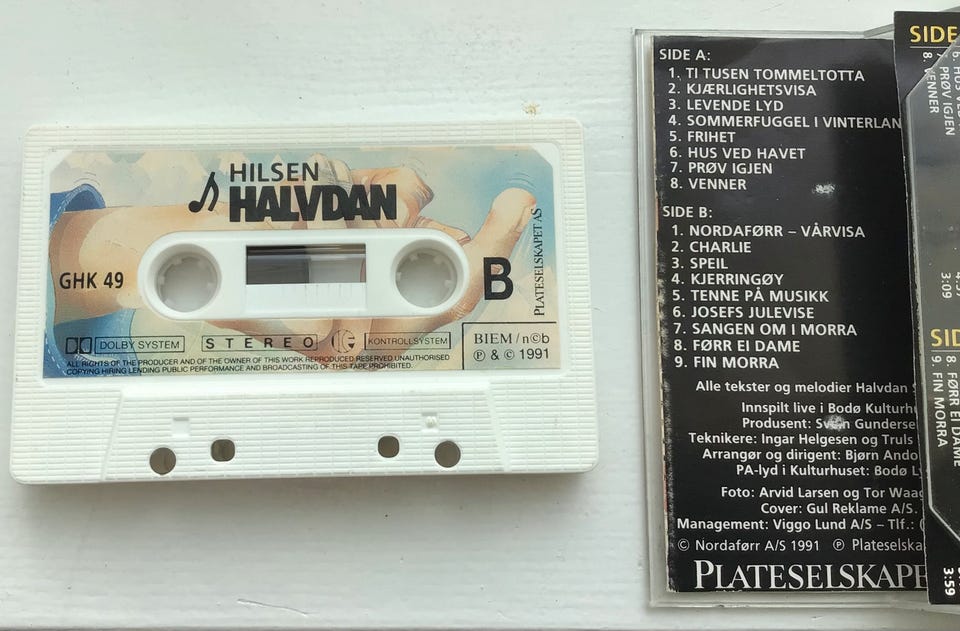 HILSEN
HALVDAN
GHK 49
B
PLATESELSKAPET AS
DOLBY SYSTEM
STEREO
KONTROLLSYSTEM
BIEM / n©b
℗ & © 1991
ALL RIGHTS OF THE PRODUCER AND OF THE OWNER OF THIS WORK REPRODUCED RESERVED. UNAUTHORISED
COPYING HIRING LENDING PUBLIC PERFORMANCE AND BROADCASTING OF THIS TAPE PROHIBITED.
SIDE A:
1. TI TUSEN TOMMELTOTTA
2. KJÆRLIGHETSVISA
3. LEVENDE LYD
4. SOMMERFUGGEL I VINTERLAN
5. FRIHET
6. HUS VED HAVET
7. PRØV IGJEN
8. VENNER
SIDE B:
1. NORDAFØRR – VÅRVISA
2. CHARLIE
3. SPEIL
4. KJERRINGØY
5. TENNE PÅ MUSIKK
6. JOSEFS JULEVISE
7. SANGEN OM I MORRA
8. FØRR EI DAME
9. FIN MORRA
Alle tekster og melodier Halvdan S
Innspilt live i Bodø Kulturhu
Produsent: Svein Gunderse
Teknikere: Ingar Helgesen og Truls
Arrangør og dirigent: Bjørn Ando
PA-lyd i Kulturhuset: Bodø Ly
Foto: Arvid Larsen og Tor Waag
Cover: Gul Reklame A/S.
Management: Viggo Lund A/S – Tlf.: (
© Nordaførr A/S 1991 ℗ Plateselska
PLATESELSKAPE
SIDE
7. PRØV IGJEN
8. VENNER
3:09
SID
8. FØRR EI DAME
9. FIN MORRA
3:59